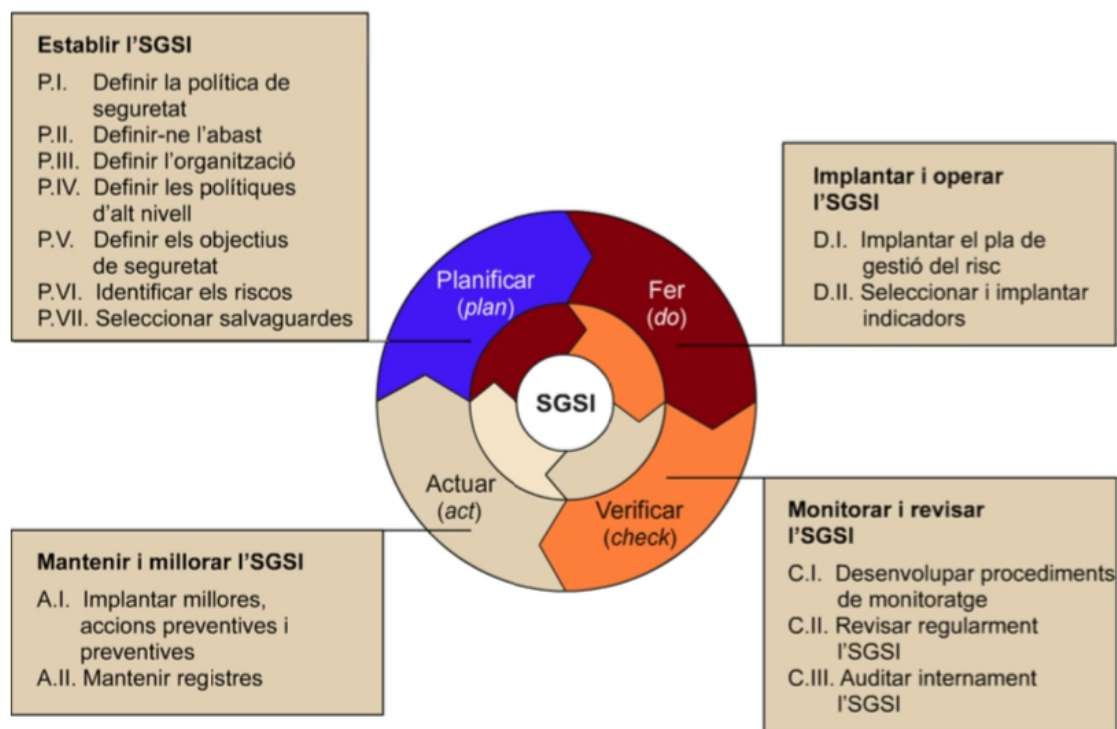 Establir l’SGSI
P.I. Definir la política de
seguretat
P.II. Definir-ne l’abast
P.III. Definir l’organització
P.IV. Definir les polítiques
d’alt nivell
P.V. Definir els objectius
de seguretat
P.VI. Identificar els riscos
P.VII. Seleccionar salvaguardes
Implantar i operar
l’SGSI
D.I. Implantar el pla de
gestió del risc
D.II. Seleccionar i implantar
indicadors
Planificar
(plan)
Fer
(do)
SGSI
Actuar
(act)
Verificar
(check)
Mantenir i millorar l’SGSI
A.I. Implantar millores,
accions preventives i
preventives
A.II. Mantenir registres
Monitorar i revisar
l’SGSI
C.I. Desenvolupar procediments
de monitoratge
C.II. Revisar regularment
l’SGSI
C.III. Auditar internament
l’SGSI